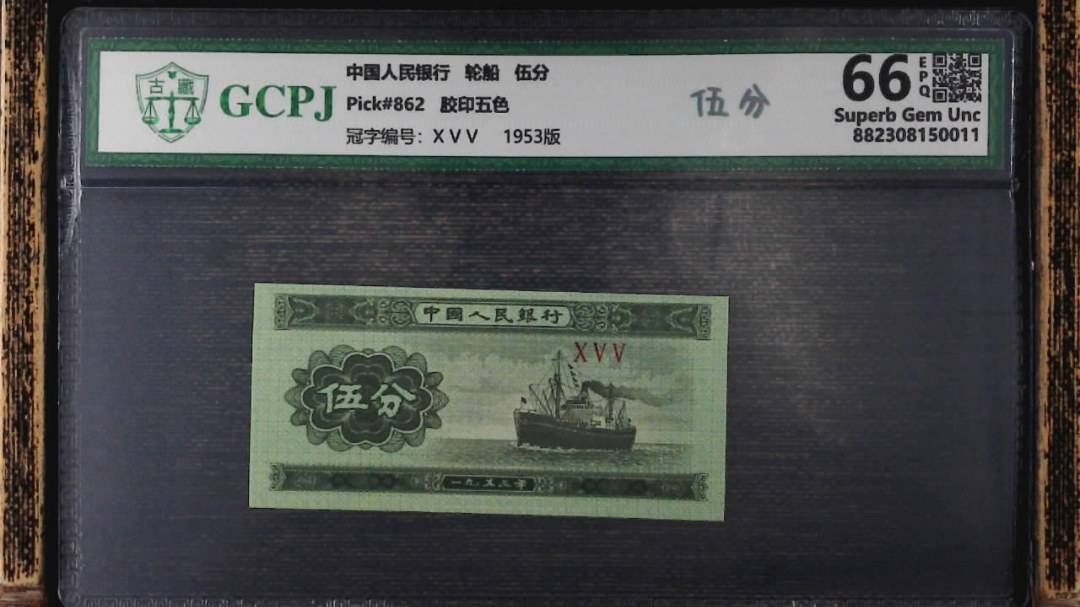 古藏
GCPJ
中国人民银行 轮船 伍分
Pick#862 胶印五色
冠字编号：X V V 1953版
伍分
66 EPQ
Superb Gem Unc
882308150011
中國人民銀行
XVV
伍分
一九五三年